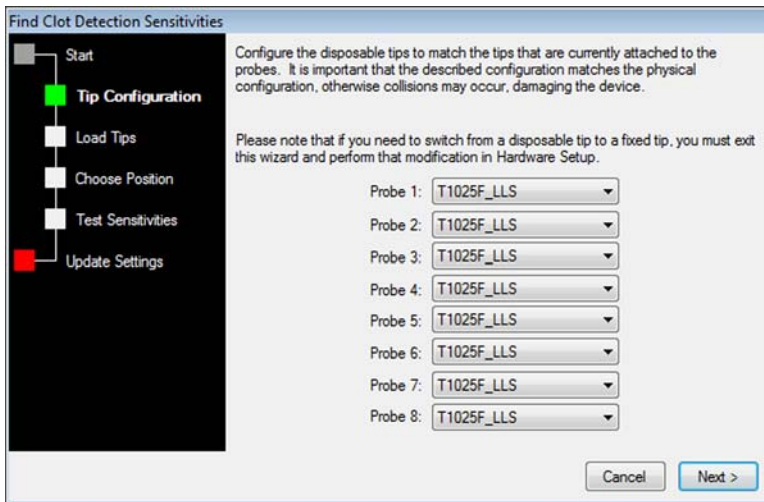 Find Clot Detection Sensitivities
Start
Tip Configuration
Load Tips
Choose Position
Test Sensitivities
Update Settings
Configure the disposable tips to match the tips that are currently attached to the
probes. It is important that the described configuration matches the physical
configuration, otherwise collisions may occur, damaging the device.
Please note that if you need to switch from a disposable tip to a fixed tip, you must exit
this wizard and perform that modification in Hardware Setup.
Probe 1: T1025F_LLS
Probe 2: T1025F_LLS
Probe 3: T1025F_LLS
Probe 4: T1025F_LLS
Probe 5: T1025F_LLS
Probe 6: T1025F_LLS
Probe 7: T1025F_LLS
Probe 8: T1025F_LLS
Cancel Next >